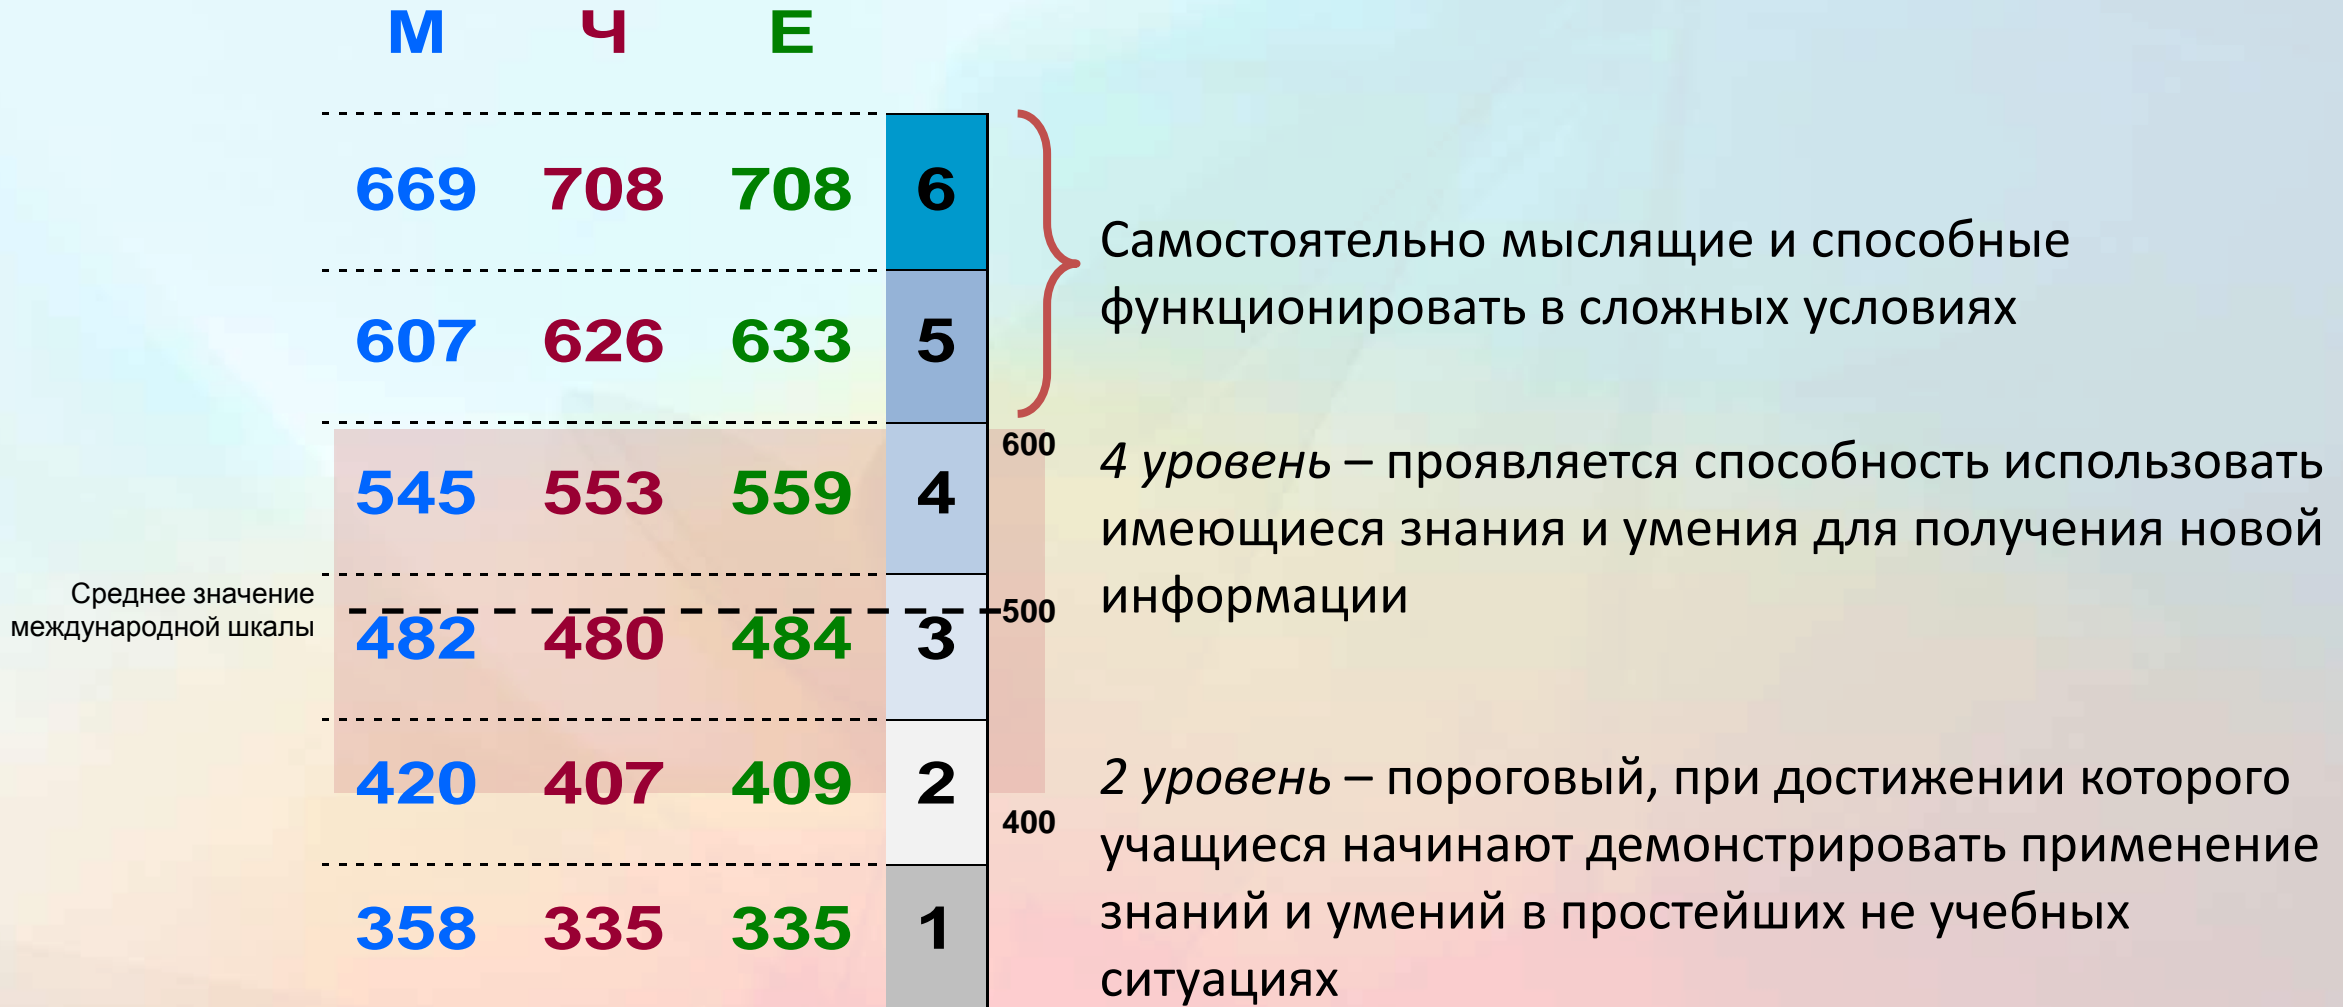 М Ч Е
669 708 708 6
Самостоятельно мыслящие и способные
функционировать в сложных условиях
607 626 633 5
600
4 уровень – проявляется способность использовать
имеющиеся знания и умения для получения новой
информации
545 553 559 4
Среднее значение
международной шкалы
500
482 480 484 3
420 407 409 2
400
2 уровень – пороговый, при достижении которого
учащиеся начинают демонстрировать применение
знаний и умений в простейших не учебных
ситуациях
358 335 335 1